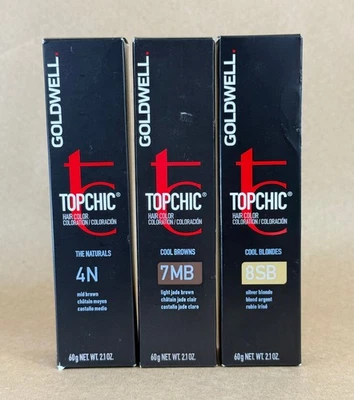 GOLDWELL.
tc
TOPCHIC®
HAIR COLOR
COLORATION/COLORACIÓN
THE NATURALS
4N
mid brown
châtain moyen
castaño medio
60g NET. WT. 2.1 OZ.
GOLDWELL.
tc
TOPCHIC®
HAIR COLOR
COLORATION/COLORACIÓN
COOL BROWNS
7MB
light jade brown
châtain jade clair
castaño jade claro
60g NET. WT. 2.1 OZ.
GOLDWELL.
tc
TOPCHIC®
HAIR COLOR
COLORATION/COLORACIÓN
COOL BLONDES
8SB
silver blonde
blond argent
rubio irisé
60g NET. WT. 2.1 OZ.